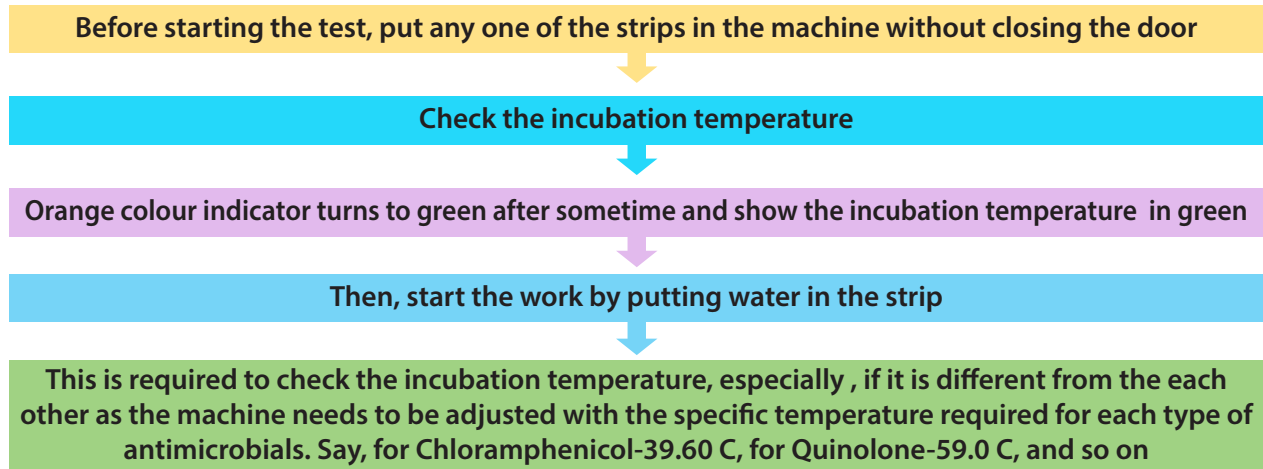 Before starting the test, put any one of the strips in the machine without closing the door
Check the incubation temperature
Orange colour indicator turns to green after sometime and show the incubation temperature in green
Then, start the work by putting water in the strip
This is required to check the incubation temperature, especially , if it is different from the each
other as the machine needs to be adjusted with the specific temperature required for each type of
antimicrobials. Say, for Chloramphenicol-39.60 C, for Quinolone-59.0 C, and so on